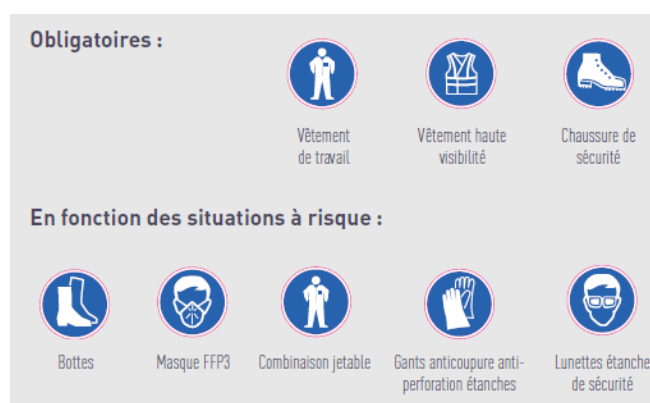 Obligatoires :
Vêtement
de travail
Vêtement haute
visibilité
Chaussure de
sécurité
En fonction des situations à risque :
Bottes
Masque FFP3
Combinaison jetable
Gants anticoupure anti-
perforation étanches
Lunettes étanche
de sécurité